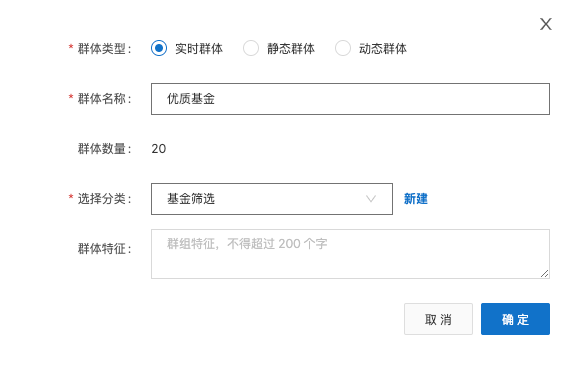 X
* 群体类型: 实时群体 静态群体 动态群体
* 群体名称: 优质基金
群体数量: 20
* 选择分类: 基金筛选 新建
群体特征: 群组特征，不得超过 200 个字
取 消 确 定